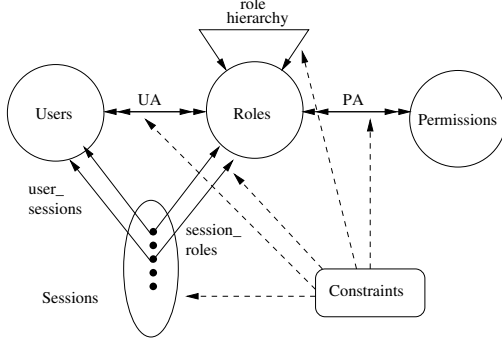 role
hierarchy
Users
UA
Roles
PA
Permissions
user_
sessions
session_
roles
Sessions
Constraints